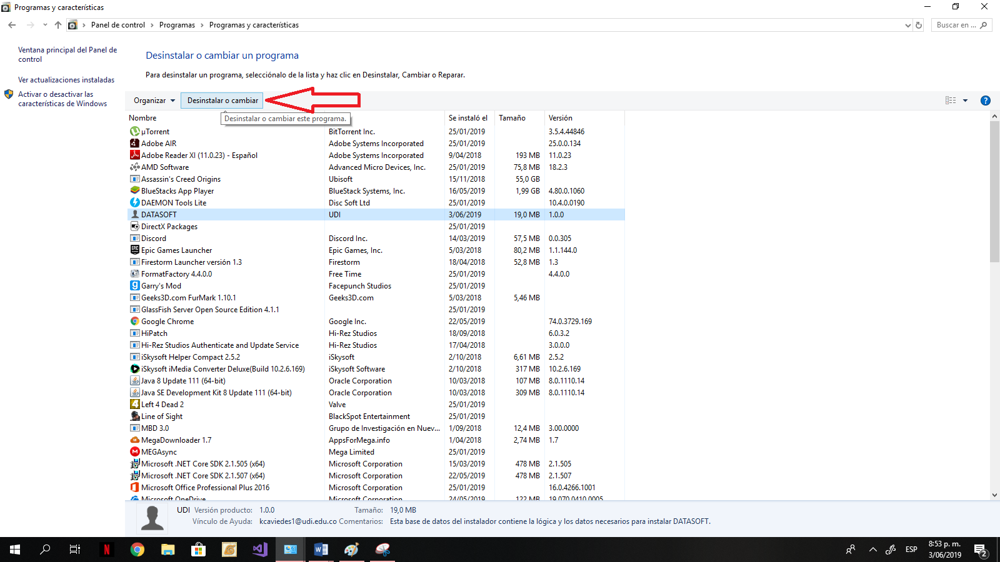 Programas y características
Panel de control > Programas > Programas y características
Buscar en ...
Ventana principal del Panel de
control
Ver actualizaciones instaladas
Activar o desactivar las
características de Windows
Desinstalar o cambiar un programa
Para desinstalar un programa, selecciónalo de la lista y haz clic en Desinstalar, Cambiar o Reparar.
Organizar Desinstalar o cambiar
Desinstalar o cambiar este programa.
Nombre Se instaló el Tamaño Versión
µTorrent BitTorrent Inc. 25/01/2019 3.5.4.44846
Adobe AIR Adobe Systems Incorporated 25/01/2019 25.0.0.134
Adobe Reader XI (11.0.23) - Español Adobe Systems Incorporated 9/04/2018 193 MB 11.0.23
AMD Software Advanced Micro Devices, Inc. 25/01/2019 75,8 MB 18.2.3
Assassin's Creed Origins Ubisoft 15/11/2018 55,0 GB
BlueStacks App Player BlueStack Systems, Inc. 16/05/2019 1,99 GB 4.80.0.1060
DAEMON Tools Lite Disc Soft Ltd 25/01/2019 10.4.0.0190
DATASOFT UDI 3/06/2019 19,0 MB 1.0.0
DirectX Packages 25/01/2019
Discord Discord Inc. 14/03/2019 57,5 MB 0.0.305
Epic Games Launcher Epic Games, Inc. 5/03/2018 80,2 MB 1.1.144.0
Firestorm Launcher versión 1.3 Firestorm 18/04/2018 52,8 MB 1.3
FormatFactory 4.4.0.0 Free Time 25/01/2019 4.4.0.0
Garry's Mod Facepunch Studios 25/01/2019
Geeks3D.com FurMark 1.10.1 Geeks3D.com 5/03/2018 5,46 MB
GlassFish Server Open Source Edition 4.1.1 25/01/2019
Google Chrome Google Inc. 22/05/2019 74.0.3729.169
HiPatch Hi-Rez Studios 18/09/2018 6.0.3.2
Hi-Rez Studios Authenticate and Update Service Hi-Rez Studios 17/04/2018 3.0.0.0
iSkysoft Helper Compact 2.5.2 iSkysoft 2/10/2018 6,61 MB 2.5.2
iSkysoft iMedia Converter Deluxe(Build 10.2.6.169) iSkysoft Software 2/10/2018 317 MB 10.2.6.169
Java 8 Update 111 (64-bit) Oracle Corporation 10/03/2018 107 MB 8.0.1110.14
Java SE Development Kit 8 Update 111 (64-bit) Oracle Corporation 10/03/2018 309 MB 8.0.1110.14
Left 4 Dead 2 Valve 25/01/2019
Line of Sight BlackSpot Entertainment 25/01/2019
MBD 3.0 Grupo de Investigación en Nuev... 1/09/2018 12,4 MB 3.00.0000
MegaDownloader 1.7 AppsForMega.info 1/04/2018 2,74 MB 1.7
MEGAsync Mega Limited 25/01/2019
Microsoft .NET Core SDK 2.1.505 (x64) Microsoft Corporation 15/03/2019 478 MB 2.1.505
Microsoft .NET Core SDK 2.1.507 (x64) Microsoft Corporation 22/05/2019 478 MB 2.1.507
Microsoft Office Professional Plus 2016 Microsoft Corporation 25/01/2019 16.0.4266.1001
Microsoft OneDrive Microsoft Corporation 24/05/2019 122 MB 19.070.0410.0005
UDI Versión producto: 1.0.0 Tamaño: 19,0 MB
Vínculo de Ayuda: kcaviedes1@udi.edu.co Comentarios: Esta base de datos del instalador contiene la lógica y los datos necesarios para instalar DATASOFT.
ESP
8:53 p. m.
3/06/2019
2